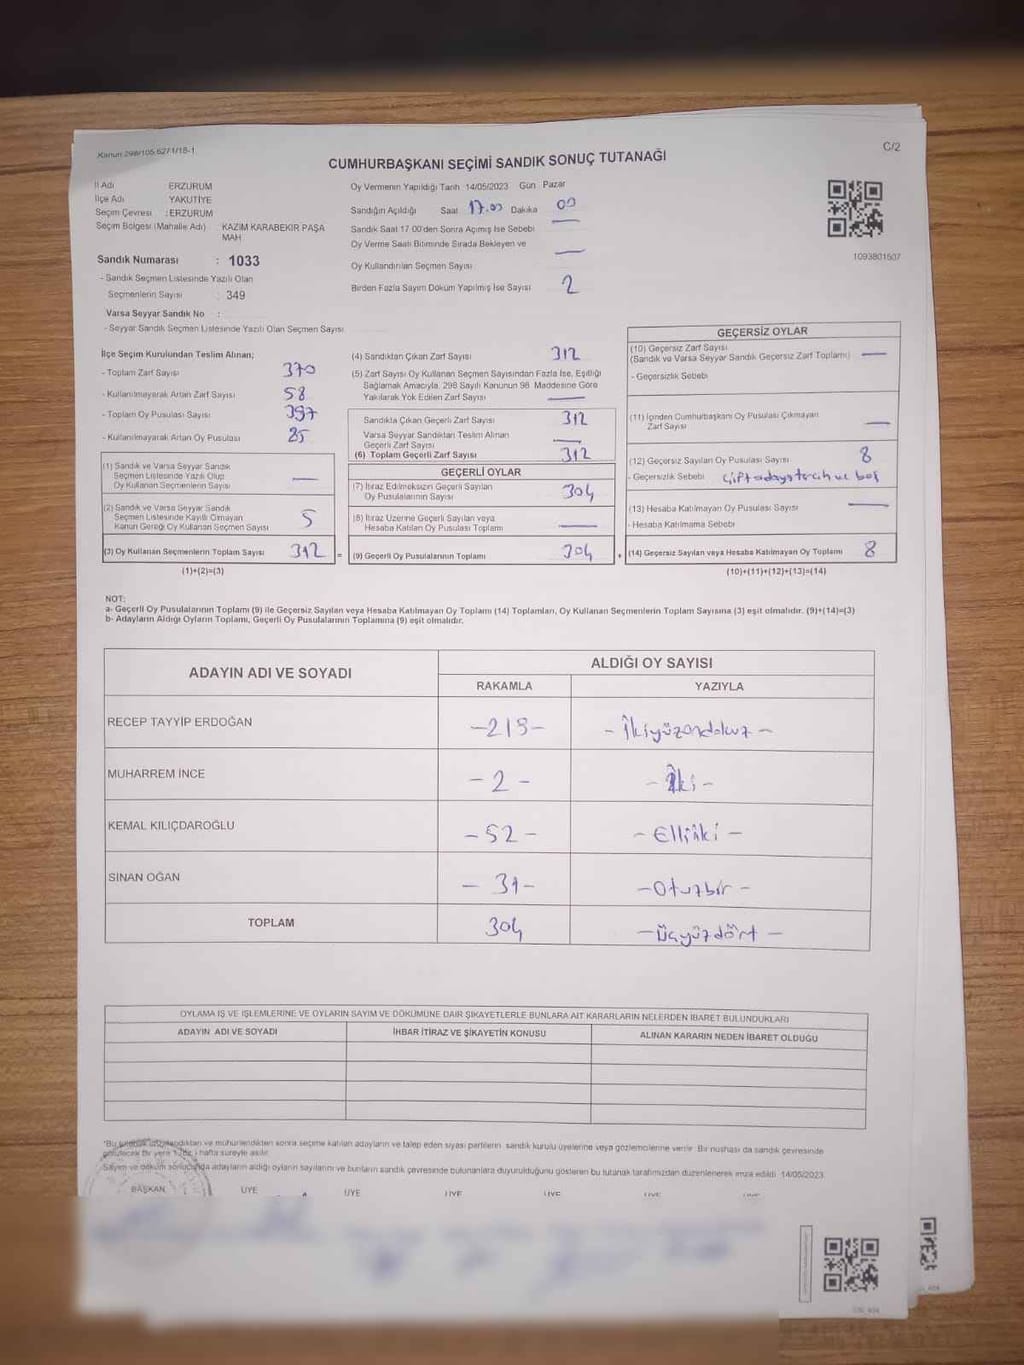 Kanun 298/105,6271/18-1
C/2
CUMHURBAŞKANI SEÇİMİ SANDIK SONUÇ TUTANAĞI
İl Adı ERZURUM
İlçe Adı YAKUTİYE
Seçim Çevresi : ERZURUM
Seçim Bölgesi (Mahalle Adı) KAZIM KARABEKİR PAŞA
MAH
Sandık Numarası : 1033
- Sandık Seçmen Listesinde Yazılı Olan
Seçmenlerin Sayısı : 349
Varsa Seyyar Sandık No :
- Seyyar Sandık Seçmen Listesinde Yazılı Olan Seçmen Sayısı
Oy Vermenin Yapıldığı Tarih 14/05/2023 Gün Pazar
Sandığın Açıldığı Saat 17.00 Dakika 00
Sandık Saat 17.00'den Sonra Açımış İse Sebebi —
Oy Verme Saati Bitiminde Sırada Bekleyen ve
Oy Kullandırılan Seçmen Sayısı —
Birden Fazla Sayım Döküm Yapılmış İse Sayısı 2
1093801507
İlçe Seçim Kurulundan Teslim Alınan;
- Toplam Zarf Sayısı 370
- Kullanılmayarak Artan Zarf Sayısı 58
- Toplam Oy Pusulası Sayısı 397
- Kullanılmayarak Artan Oy Pusulası 85
(1) Sandık ve Varsa Seyyar Sandık
Seçmen Listesinde Yazılı Olup
Oy Kullanan Seçmenlerin Sayısı —
(2) Sandık ve Varsa Seyyar Sandık
Seçmen Listesinde Kayıtlı Olmayan
Kanun Gereği Oy Kullanan Seçmen Sayısı 5
(3) Oy Kullanan Seçmenlerin Toplam Sayısı 312 =
(1)+(2)=(3)
(4) Sandıktan Çıkan Zarf Sayısı 312
(5) Zarf Sayısı Oy Kullanan Seçmen Sayısından Fazla İse, Eşitliği
Sağlamak Amacıyla, 298 Sayılı Kanunun 98. Maddesine Göre
Yakılarak Yok Edilen Zarf Sayısı —
Sandıkta Çıkan Geçerli Zarf Sayısı 312
Varsa Seyyar Sandıktan Teslim Alınan
Geçerli Zarf Sayısı —
(6) Toplam Geçerli Zarf Sayısı 312
GEÇERLİ OYLAR
(7) İtiraz Edilmeksizin Geçerli Sayılan
Oy Pusulalarının Sayısı 304
(8) İtiraz Üzerine Geçerli Sayılan veya
Hesaba Katılan Oy Pusulaları Toplamı —
(9) Geçerli Oy Pusulalarının Toplamı 304 +
GEÇERSİZ OYLAR
(10) Geçersiz Zarf Sayısı
(Sandık ve Varsa Seyyar Sandık Geçersiz Zarf Toplamı) —
- Geçersizlik Sebebi
(11) İçinden Cumhurbaşkanı Oy Pusulası Çıkmayan
Zarf Sayısı —
(12) Geçersiz Sayılan Oy Pusulası Sayısı 8
- Geçersizlik Sebebi Çift adaya tercih ve boş
(13) Hesaba Katılmayan Oy Pusulası Sayısı —
- Hesaba Katılmama Sebebi
(14) Geçersiz Sayılan veya Hesaba Katılmayan Oy Toplamı 8
(10)+(11)+(12)+(13)=(14)
NOT:
a- Geçerli Oy Pusulalarının Toplamı (9) ile Geçersiz Sayılan veya Hesaba Katılmayan Oy Toplamı (14) Toplamları, Oy Kullanan Seçmenlerin Toplam Sayısına (3) eşit olmalıdır. (9)+(14)=(3)
b- Adayların Aldığı Oyların Toplamı, Geçerli Oy Pusulalarının Toplamına (9) eşit olmalıdır.
ADAYIN ADI VE SOYADI ALDIĞI OY SAYISI
RAKAMLA YAZIYLA
RECEP TAYYİP ERDOĞAN -219- - İkiyüzondokuz -
MUHARREM İNCE - 2 - - İki -
KEMAL KILIÇDAROĞLU - 52 - - Elliiki -
SİNAN OĞAN - 31 - - Otuzbir -
TOPLAM 304 - Üçyüzdört -
OYLAMA İŞ VE İŞLEMLERİNE VE OYLARIN SAYIM VE DÖKÜMÜNE DAİR ŞİKAYETLERLE BUNLARA AİT KARARLARIN NELERDEN İBARET BULUNDUKLARI
ADAYIN ADI VE SOYADI İHBAR İTİRAZ VE ŞİKAYETİN KONUSU ALINAN KARARIN NEDEN İBARET OLDUĞU
*Bu tutanak imzalandıktan ve mühürlendikten sonra seçime katılan adayların ve talep eden siyasi partilerin sandık kurulu üyelerine veya gözlemcilerine verilir. Bir nüshası da sandık çevresinde
görülecek bir yere 1 (Bir) hafta süreyle asılır.
Sayım ve döküm sonucunda adayların aldığı oyların sayılarını ve bunların sandık çevresinde bulunanlara duyurulduğunu gösteren bu tutanak tarafımızdan düzenlenerek imza edildi. 14/05/2023
BAŞKAN ÜYE ÜYE ÜYE ÜYE ÜYE ÜYE